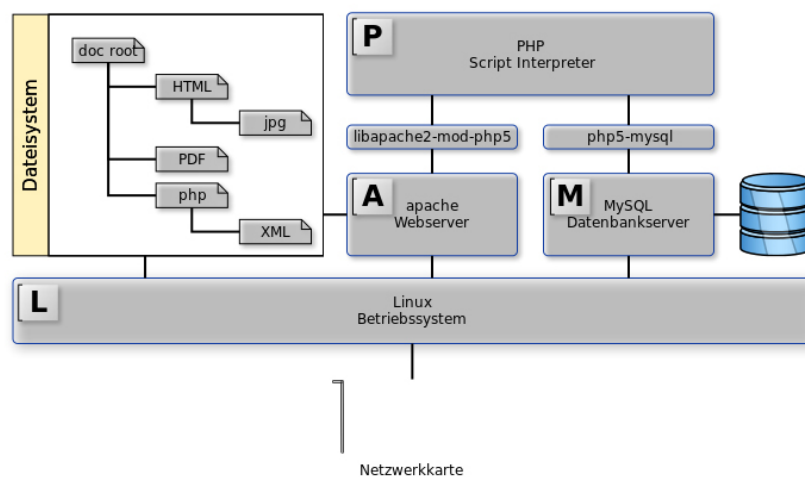 Dateisystem
doc root
HTML
jpg
PDF
php
XML
P
PHP
Script Interpreter
libapache2-mod-php5
php5-mysql
A
apache
Webserver
M
MySQL
Datenbankserver
L
Linux
Betriebssystem
Netzwerkkarte